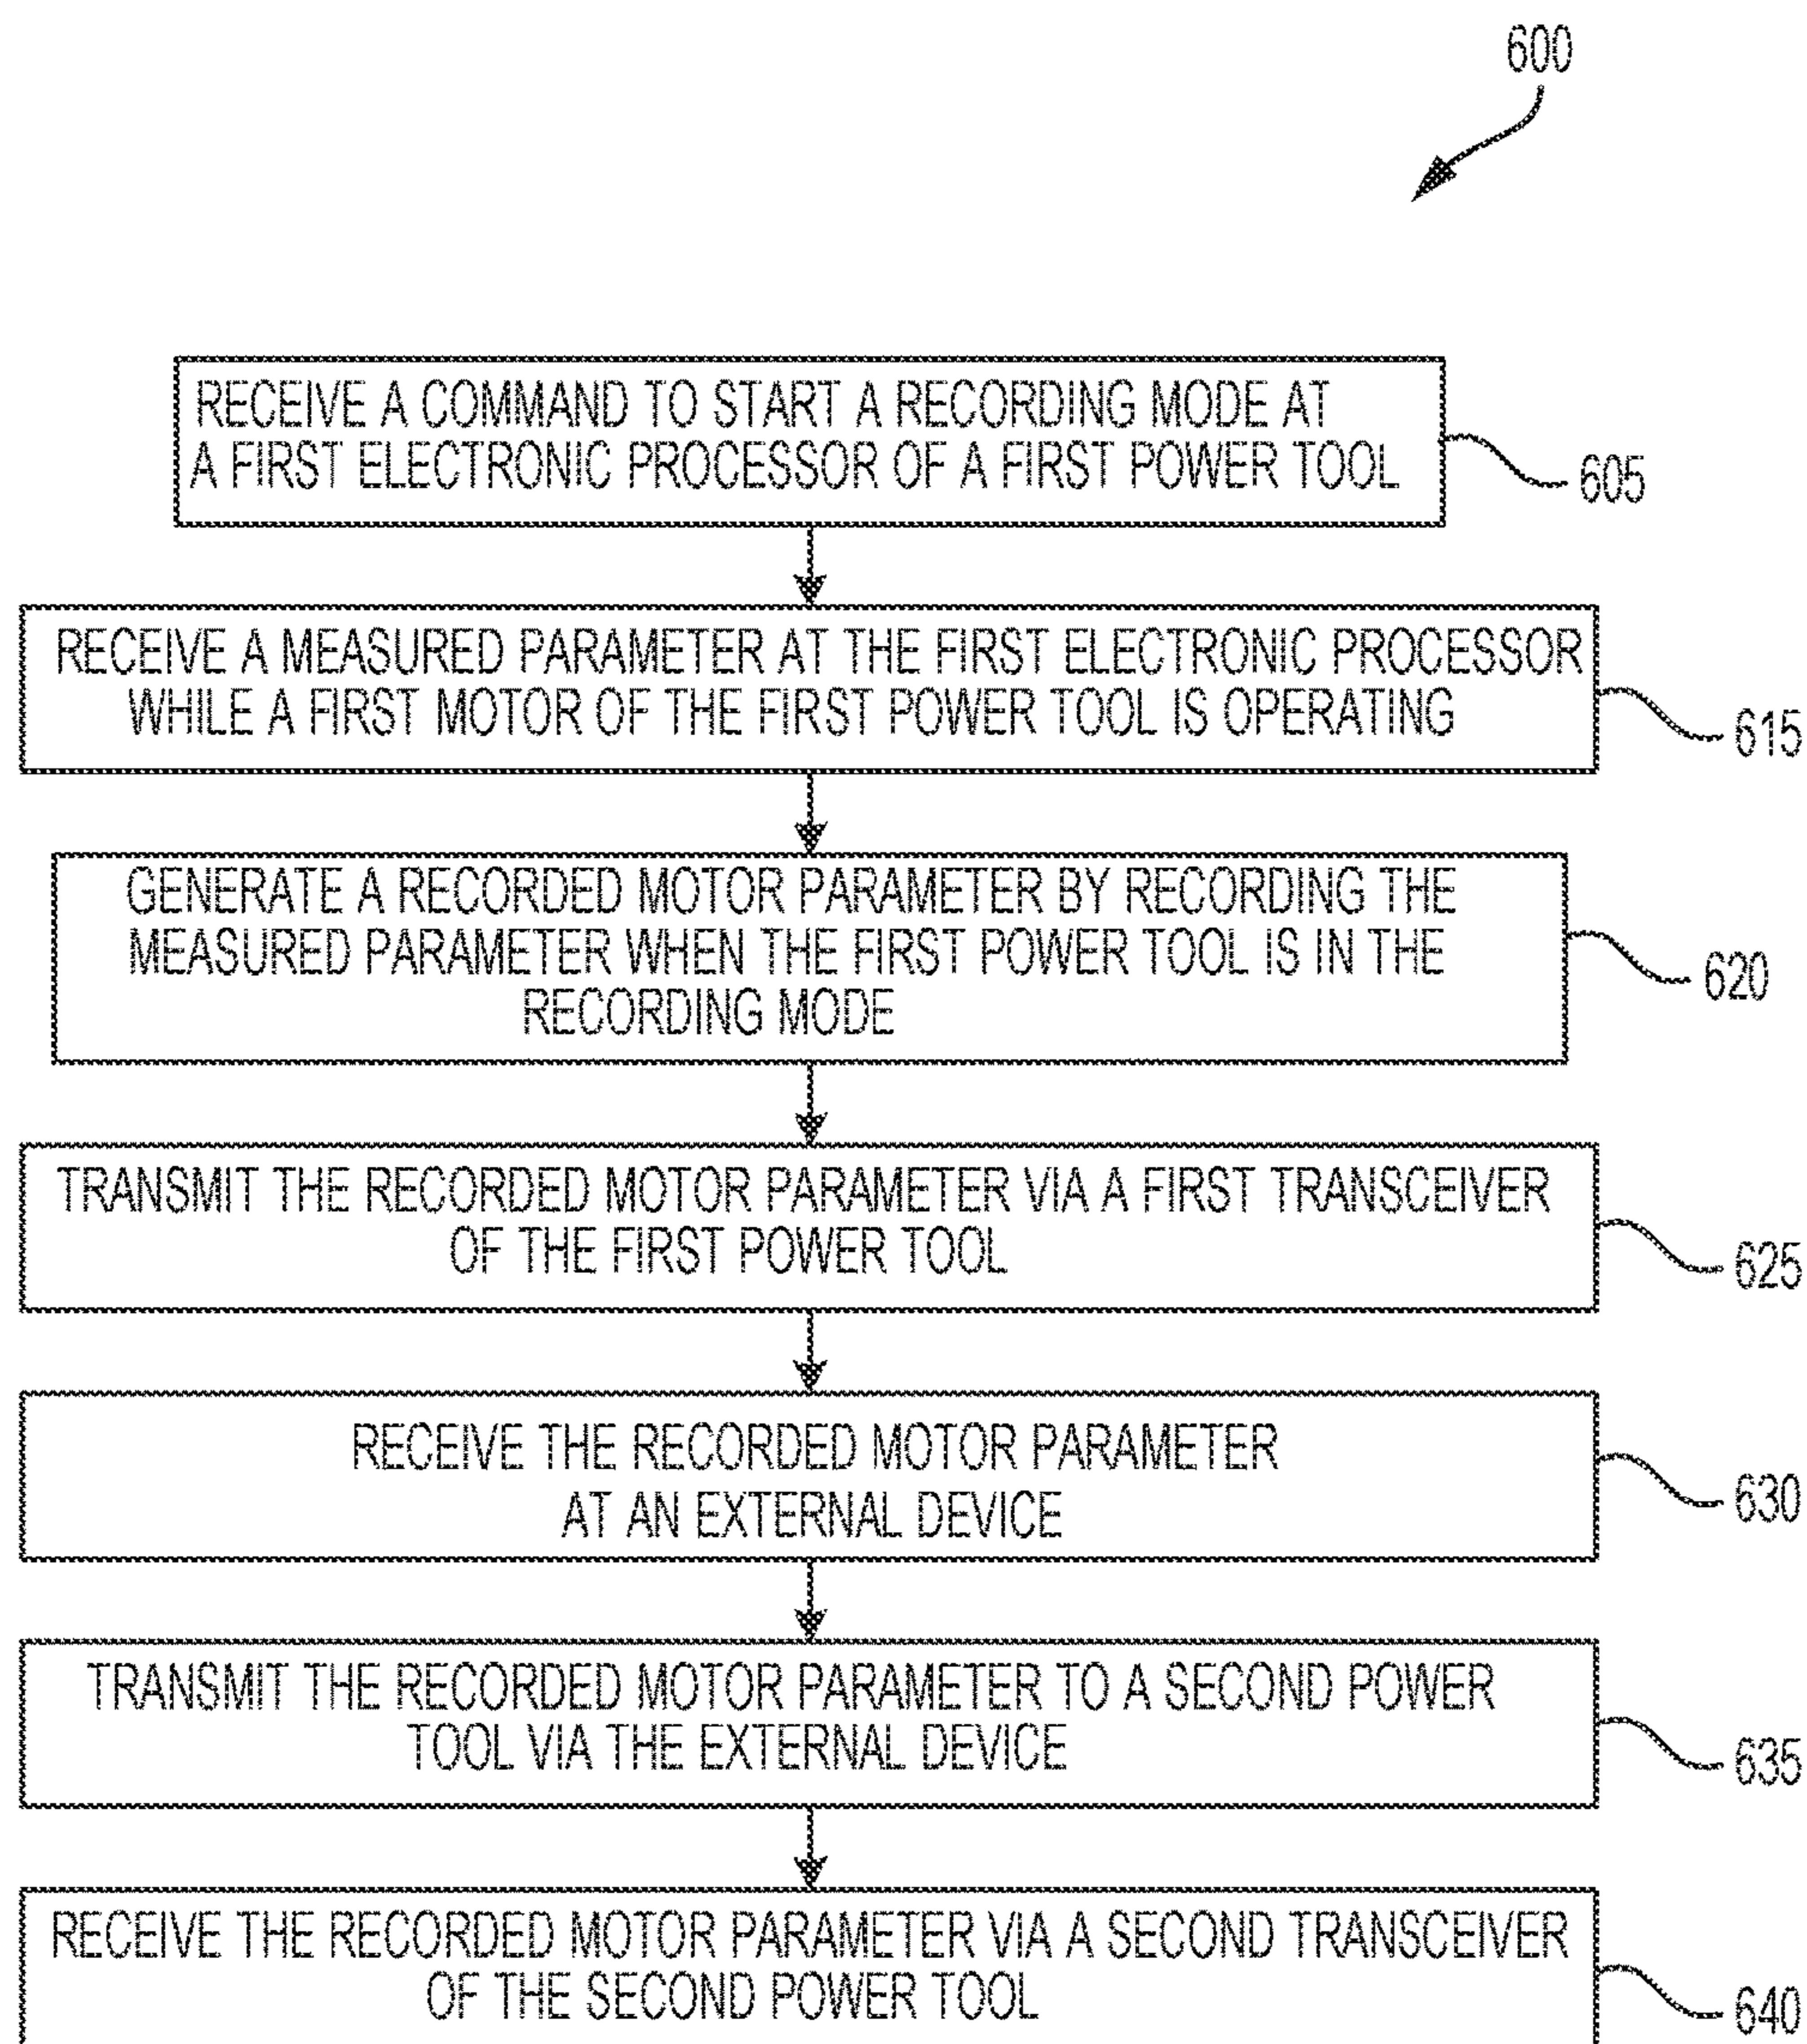 600
RECEIVE A COMMAND TO START A RECORDING MODE AT
A FIRST ELECTRONIC PROCESSOR OF A FIRST POWER TOOL
605
RECEIVE A MEASURED PARAMETER AT THE FIRST ELECTRONIC PROCESSOR
WHILE A FIRST MOTOR OF THE FIRST POWER TOOL IS OPERATING
615
GENERATE A RECORDED MOTOR PARAMETER BY RECORDING THE
MEASURED PARAMETER WHEN THE FIRST POWER TOOL IS IN THE
RECORDING MODE
620
TRANSMIT THE RECORDED MOTOR PARAMETER VIA A FIRST TRANSCEIVER
OF THE FIRST POWER TOOL
625
RECEIVE THE RECORDED MOTOR PARAMETER
AT AN EXTERNAL DEVICE
630
TRANSMIT THE RECORDED MOTOR PARAMETER TO A SECOND POWER
TOOL VIA THE EXTERNAL DEVICE
635
RECEIVE THE RECORDED MOTOR PARAMETER VIA A SECOND TRANSCEIVER
OF THE SECOND POWER TOOL
640